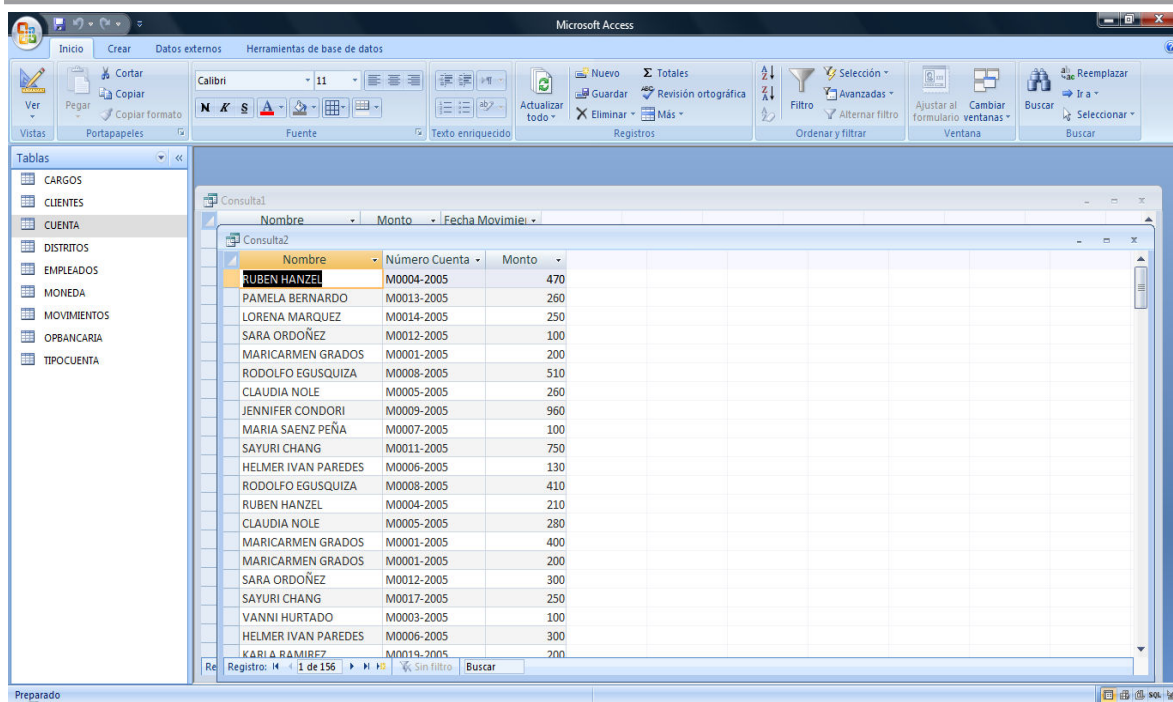 Microsoft Access
Inicio Crear Datos externos Herramientas de base de datos
Ver
Vistas
Pegar
Cortar
Copiar
Copiar formato
Portapapeles
Calibri 11
N K S A
Fuente
Texto enriquecido
Actualizar todo
Nuevo
Guardar
Eliminar
Totales
Revisión ortográfica
Más
Registros
Filtro
Selección
Avanzadas
Alternar filtro
Ordenar y filtrar
Ajustar al formulario
Cambiar ventanas
Ventana
Buscar
Reemplazar
Ir a
Seleccionar
Buscar
Tablas
CARGOS
CLIENTES
CUENTA
DISTRITOS
EMPLEADOS
MONEDA
MOVIMIENTOS
OPBANCARIA
TIPOCUENTA
Consulta1
Nombre Monto Fecha Movimier
Consulta2
Nombre Número Cuenta Monto
RUBEN HANZEL M0004-2005 470
PAMELA BERNARDO M0013-2005 260
LORENA MARQUEZ M0014-2005 250
SARA ORDOÑEZ M0012-2005 100
MARICARMEN GRADOS M0001-2005 200
RODOLFO EGUSQUIZA M0008-2005 510
CLAUDIA NOLE M0005-2005 260
JENNIFER CONDORI M0009-2005 960
MARIA SAENZ PEÑA M0007-2005 100
SAYURI CHANG M0011-2005 750
HELMER IVAN PAREDES M0006-2005 130
RODOLFO EGUSQUIZA M0008-2005 410
RUBEN HANZEL M0004-2005 210
CLAUDIA NOLE M0005-2005 280
MARICARMEN GRADOS M0001-2005 400
MARICARMEN GRADOS M0001-2005 200
SARA ORDOÑEZ M0012-2005 300
SAYURI CHANG M0017-2005 250
VANNI HURTADO M0003-2005 100
HELMER IVAN PAREDES M0006-2005 300
KARLA RAMIREZ M0019-2005 200
Re
Registro: 1 de 156 Sin filtro Buscar
Preparado
SQL